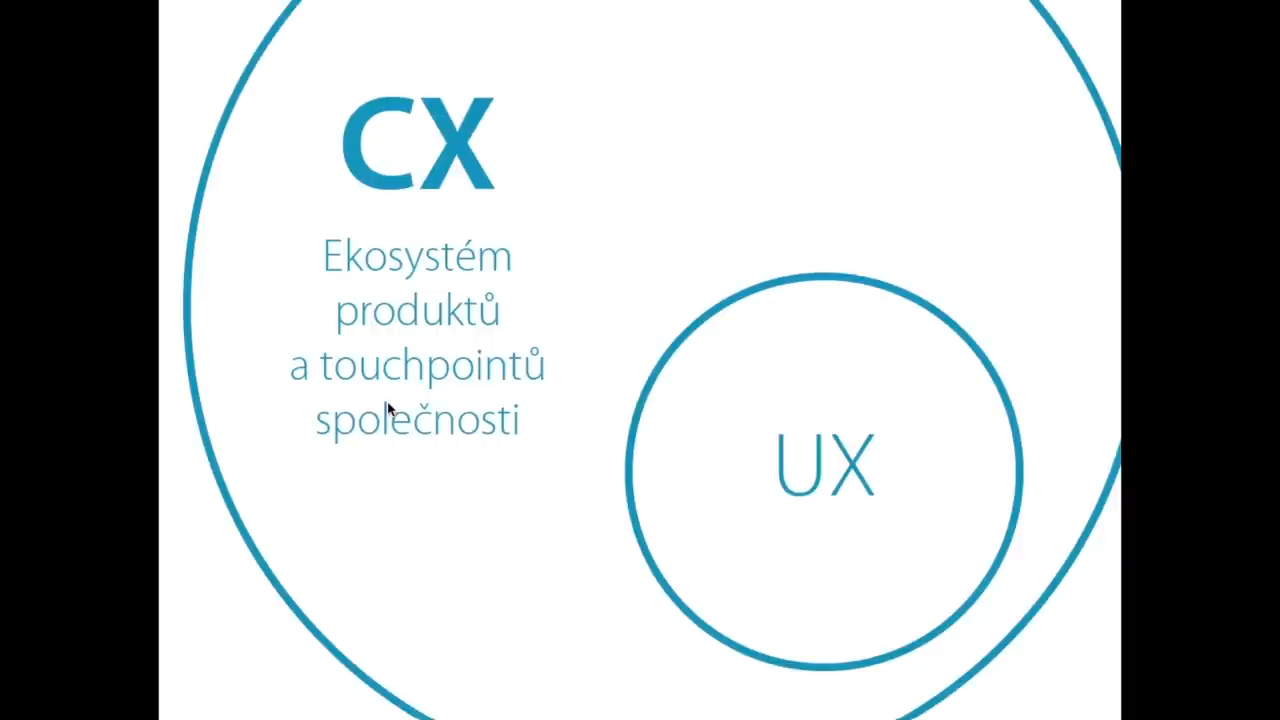 CX
Ekosystém
produktů
a touchpointů
společnosti
UX